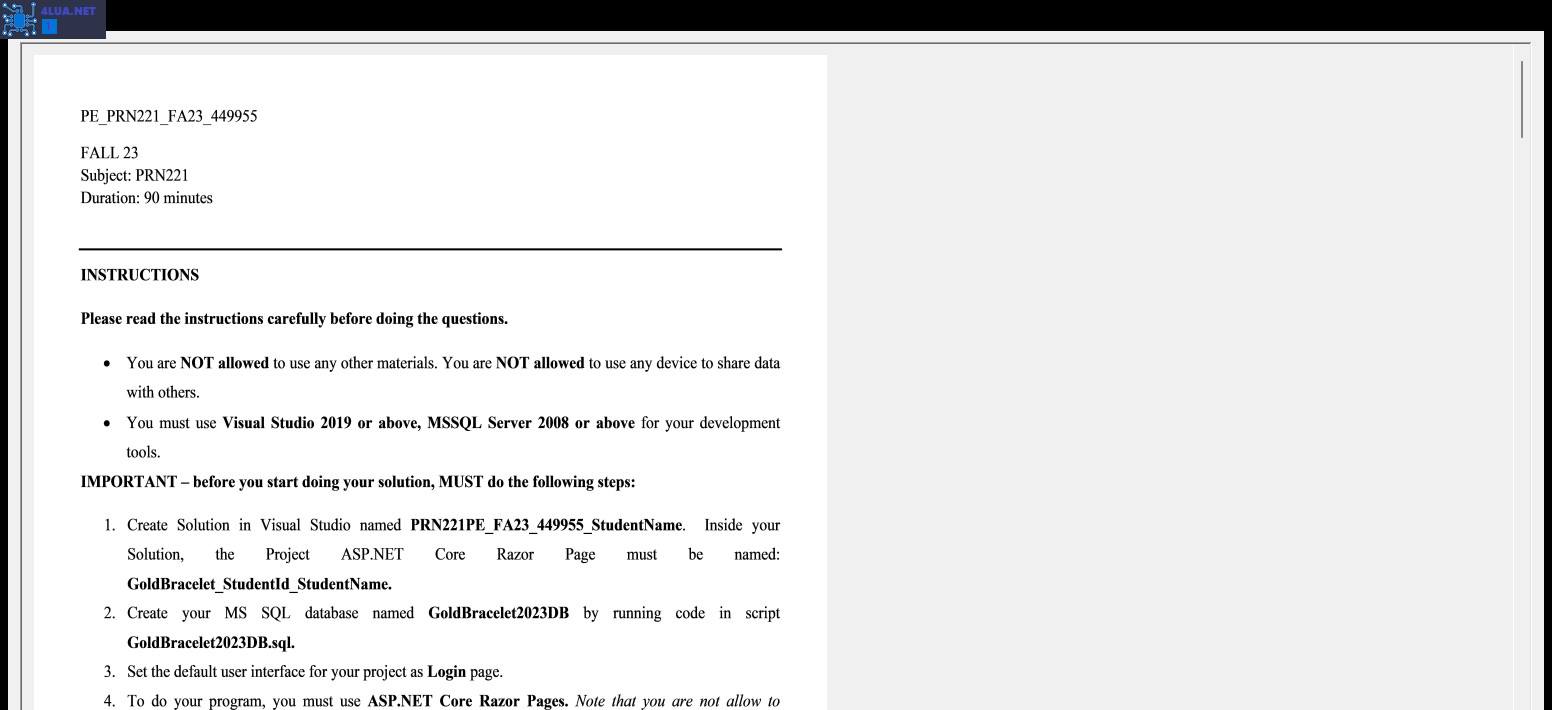 4LUA.NET
PE_PRN221_FA23_449955
FALL 23
Subject: PRN221
Duration: 90 minutes
INSTRUCTIONS
Please read the instructions carefully before doing the questions.
• You are NOT allowed to use any other materials. You are NOT allowed to use any device to share data
with others.
• You must use Visual Studio 2019 or above, MSSQL Server 2008 or above for your development
tools.
IMPORTANT – before you start doing your solution, MUST do the following steps:
1. Create Solution in Visual Studio named PRN221PE_FA23_449955_StudentName. Inside your
Solution, the Project ASP.NET Core Razor Page must be named:
GoldBracelet_StudentId_StudentName.
2. Create your MS SQL database named GoldBracelet2023DB by running code in script
GoldBracelet2023DB.sql.
3. Set the default user interface for your project as Login page.
4. To do your program, you must use ASP.NET Core Razor Pages. Note that you are not allow to